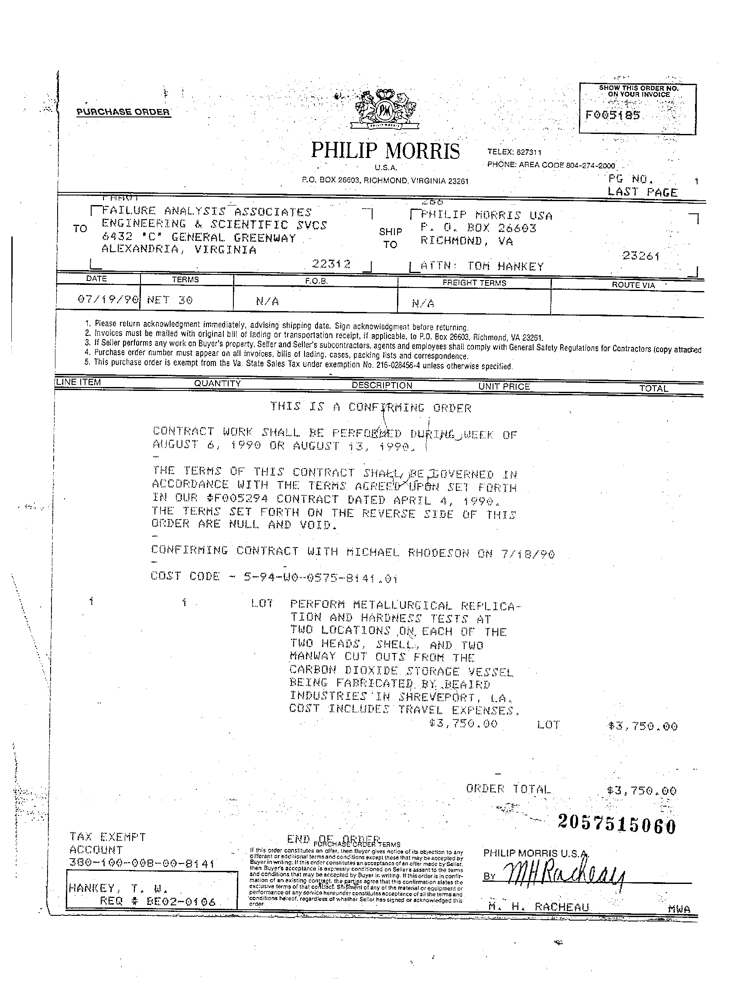 SHOW THIS ORDER NO.
ON YOUR INVOICE
F005185
PURCHASE ORDER
PM
PHILIP MORRIS
U.S.A.
P.O. BOX 26603, RICHMOND, VIRGINIA 23261
TELEX: 827311
PHONE: AREA CODE 804-274-2000
PG NO. 1
LAST PAGE
TO
FAILURE ANALYSIS ASSOCIATES
ENGINEERING & SCIENTIFIC SVCS
6432 "C" GENERAL GREENWAY
ALEXANDRIA, VIRGINIA
22312
SHIP
TO
266
PHILIP MORRIS USA
P. O. BOX 26603
RICHMOND, VA
23261
ATTN: TOM HANKEY
DATE TERMS F.O.B. FREIGHT TERMS ROUTE VIA
07/19/90 NET 30 N/A N/A
1. Please return acknowledgment immediately, advising shipping date. Sign acknowledgment before returning.
2. Invoices must be mailed with original bill of lading or transportation receipt, if applicable, to P.O. Box 26603, Richmond, VA 23261.
3. If Seller performs any work on Buyer's property, Seller and Seller's subcontractors, agents and employees shall comply with General Safety Regulations for Contractors (copy attached
4. Purchase order number must appear on all invoices, bills of lading, cases, packing lists and correspondence.
5. This purchase order is exempt from the Va. State Sales Tax under exemption No. 216-028456-4 unless otherwise specified.
LINE ITEM QUANTITY DESCRIPTION UNIT PRICE TOTAL
THIS IS A CONFIRMING ORDER
CONTRACT WORK SHALL BE PERFORMED DURING WEEK OF
AUGUST 6, 1990 OR AUGUST 13, 1990.
THE TERMS OF THIS CONTRACT SHALL BE GOVERNED IN
ACCORDANCE WITH THE TERMS AGREED UPON SET FORTH
IN OUR #F005294 CONTRACT DATED APRIL 4, 1990.
THE TERMS SET FORTH ON THE REVERSE SIDE OF THIS
ORDER ARE NULL AND VOID.
CONFIRMING CONTRACT WITH MICHAEL RHODESON ON 7/18/90
COST CODE - 5-94-W0-0575-8141.01
1 1 LOT PERFORM METALLURGICAL REPLICA-
TION AND HARDNESS TESTS AT
TWO LOCATIONS ON EACH OF THE
TWO HEADS, SHELL, AND TWO
MANWAY CUT OUTS FROM THE
CARBON DIOXIDE STORAGE VESSEL
BEING FABRICATED BY BEAIRD
INDUSTRIES IN SHREVEPORT, LA.
COST INCLUDES TRAVEL EXPENSES.
$3,750.00 LOT $3,750.00
ORDER TOTAL $3,750.00
2057515060
TAX EXEMPT
ACCOUNT
380-100-008-00-8141
HANKEY, T. W.
REQ # BE02-0106
END OF ORDER
PURCHASE ORDER TERMS
If this order constitutes an offer, then Buyer gives notice of its objection to any
different or additional terms and conditions except those that may be accepted by
Buyer in writing. If this order constitutes an acceptance of an offer made by Seller,
then Buyer's acceptance is expressly conditioned on Seller's assent to the terms
and conditions that may be accepted by Buyer in writing. If this order is in confir-
mation of an existing contract, the parties agree that this confirmation states the
exclusive terms of that contract. Shipment of any of the material or equipment or
performance of any service hereunder constitutes acceptance of all the terms and
conditions hereof, regardless of whether Seller has signed or acknowledged this
order.
PHILIP MORRIS U.S.A.
BY MHRacheau
M. H. RACHEAU
MWA